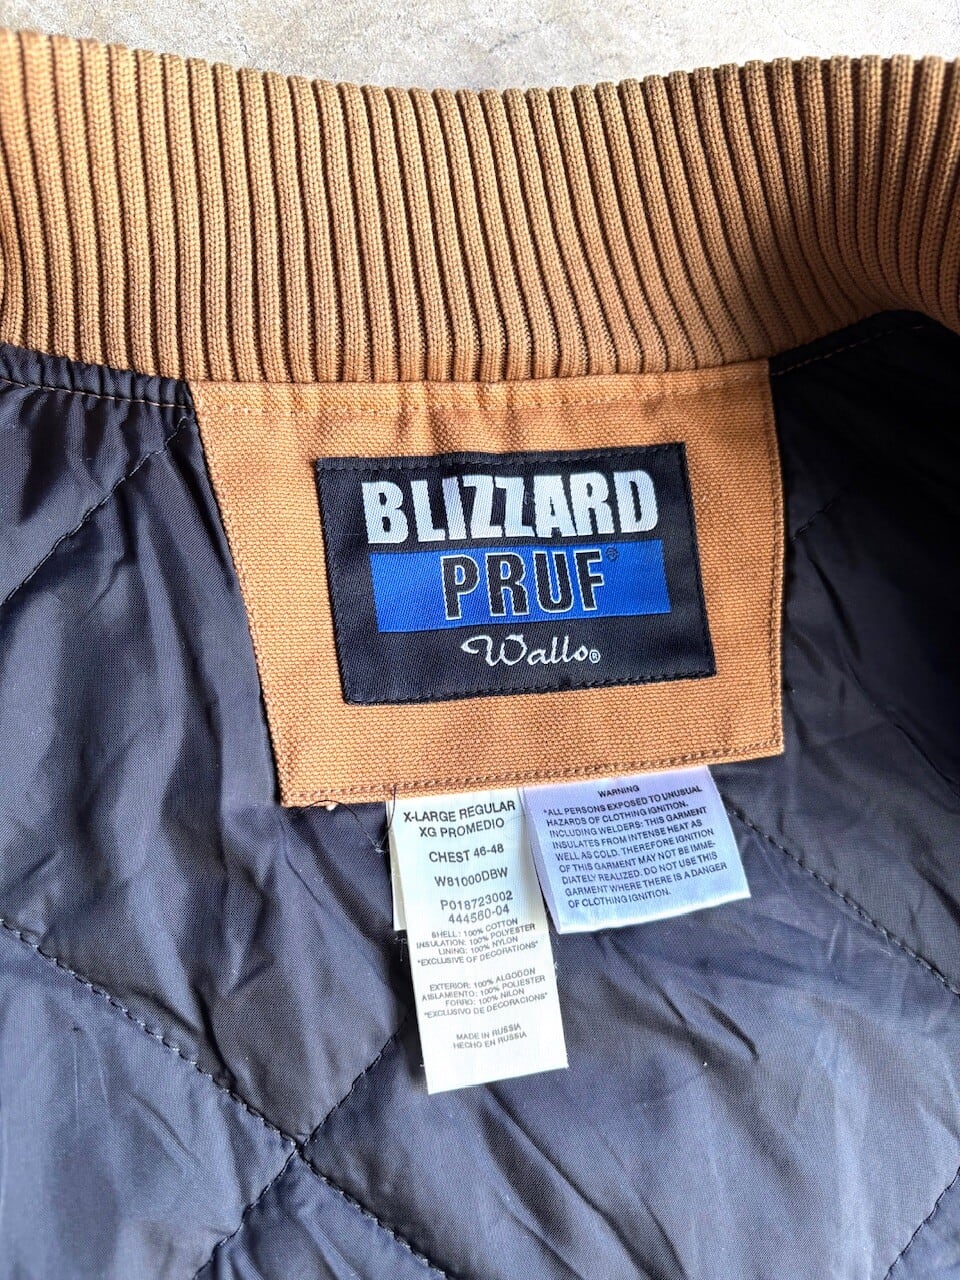 BLIZZARD
PRUF®
Walls®
X-LARGE REGULAR
XG PROMEDIO
CHEST 46-48
W81000DBW
P018723002
444560-04
SHELL: 100% COTTON
INSULATION: 100% POLYESTER
LINING: 100% NYLON
"EXCLUSIVE OF DECORATIONS"
EXTERIOR: 100% ALGODON
AISLAMIENTO: 100% POLIESTER
FORRO: 100% NILON
"EXCLUSIVO DE DECORACIONS"
MADE IN RUSSIA
HECHO EN RUSSIA
WARNING
"ALL PERSONS EXPOSED TO UNUSUAL
HAZARDS OF CLOTHING IGNITION.
INCLUDING WELDERS: THIS GARMENT
INSULATES FROM INTENSE HEAT AS
WELL AS COLD. THEREFORE IGNITION
OF THIS GARMENT MAY NOT BE IMME-
DIATELY REALIZED. DO NOT USE THIS
GARMENT WHERE THERE IS A DANGER
OF CLOTHING IGNITION.